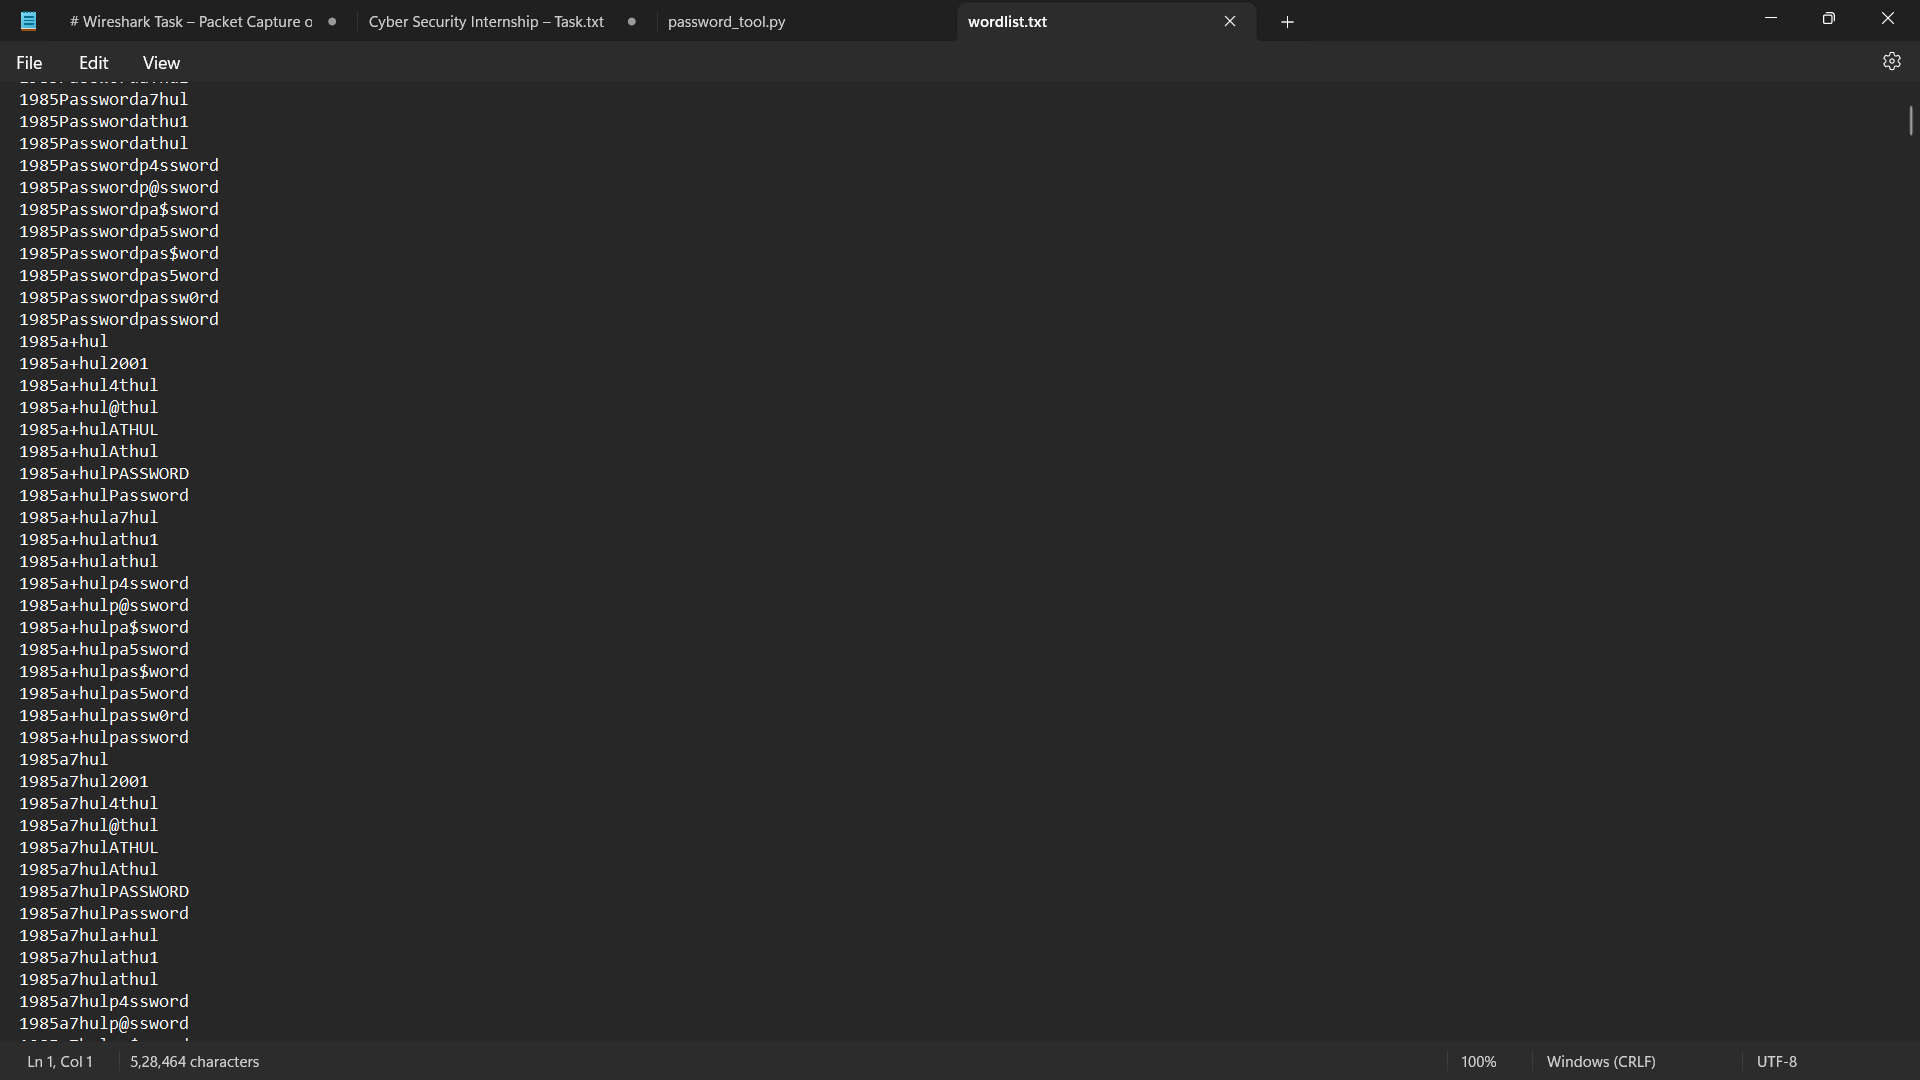 # Wireshark Task – Packet Capture o
Cyber Security Internship – Task.txt
password_tool.py
wordlist.txt
File
Edit
View
1985Passworda7hul
1985Passwordathu1
1985Passwordathul
1985Passwordp4ssword
1985Passwordp@ssword
1985Passwordpa$sword
1985Passwordpa5sword
1985Passwordpas$word
1985Passwordpas5word
1985Passwordpassw0rd
1985Passwordpassword
1985a+hul
1985a+hul2001
1985a+hul4thul
1985a+hul@thul
1985a+hulATHUL
1985a+hulAthul
1985a+hulPASSWORD
1985a+hulPassword
1985a+hula7hul
1985a+hulathu1
1985a+hulathul
1985a+hulp4ssword
1985a+hulp@ssword
1985a+hulpa$sword
1985a+hulpa5sword
1985a+hulpas$word
1985a+hulpas5word
1985a+hulpassw0rd
1985a+hulpassword
1985a7hul
1985a7hul2001
1985a7hul4thul
1985a7hul@thul
1985a7hulATHUL
1985a7hulAthul
1985a7hulPASSWORD
1985a7hulPassword
1985a7hula+hul
1985a7hulathu1
1985a7hulathul
1985a7hulp4ssword
1985a7hulp@ssword
Ln 1, Col 1
5,28,464 characters
100%
Windows (CRLF)
UTF-8